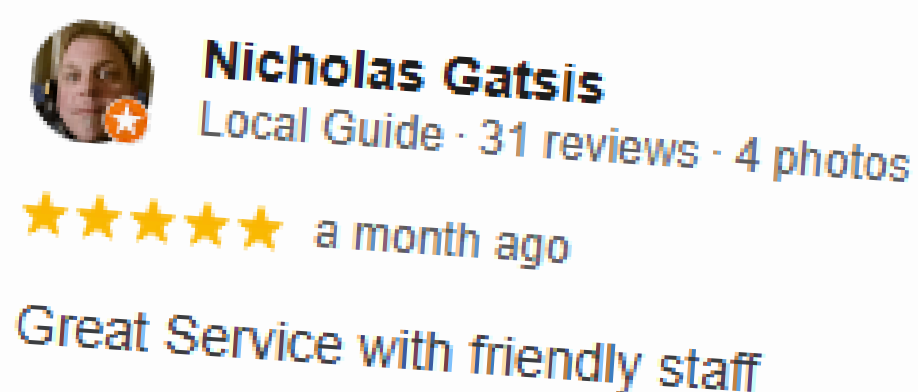 Nicholas Gatsis
Local Guide · 31 reviews · 4 photos
a month ago
Great Service with friendly staff